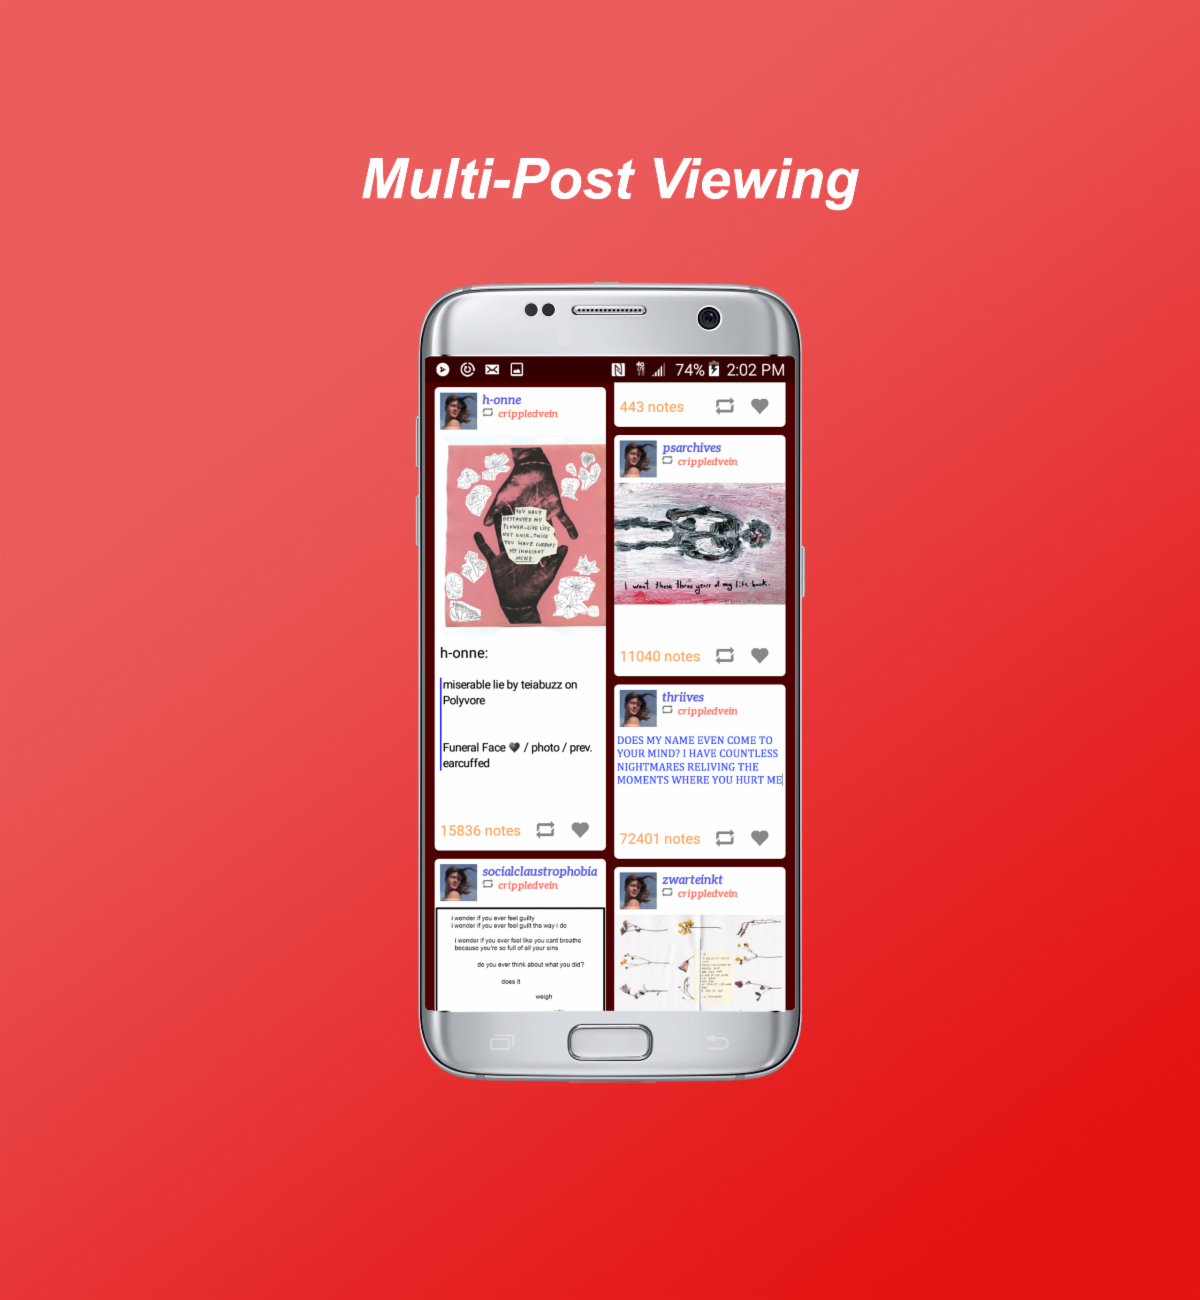 Multi-Post Viewing
74% 2:02 PM
h-onne
crippledvein
YOU HAVE
DESTROYED MY
FLOWER-LIKE LIFE
NOT ONCE, TWICE
YOU HAVE CORRUPT
MY INNOCENT
MIND
h-onne:
miserable lie by teiabuzz on
Polyvore
Funeral Face 🖤 / photo / prev.
earcuffed
15836 notes
socialclaustrophobia
crippledvein
i wonder if you ever feel guilty
i wonder if you ever feel guilt the way i do
i wonder if you ever feel like you cant breathe
because you're so full of all your sins
do you ever think about what you did?
does it
weigh
443 notes
psarchives
crippledvein
I want those three years of my life back.
11040 notes
thriives
crippledvein
DOES MY NAME EVEN COME TO
YOUR MIND? I HAVE COUNTLESS
NIGHTMARES RELIVING THE
MOMENTS WHERE YOU HURT ME
72401 notes
zwarteinkt
crippledvein